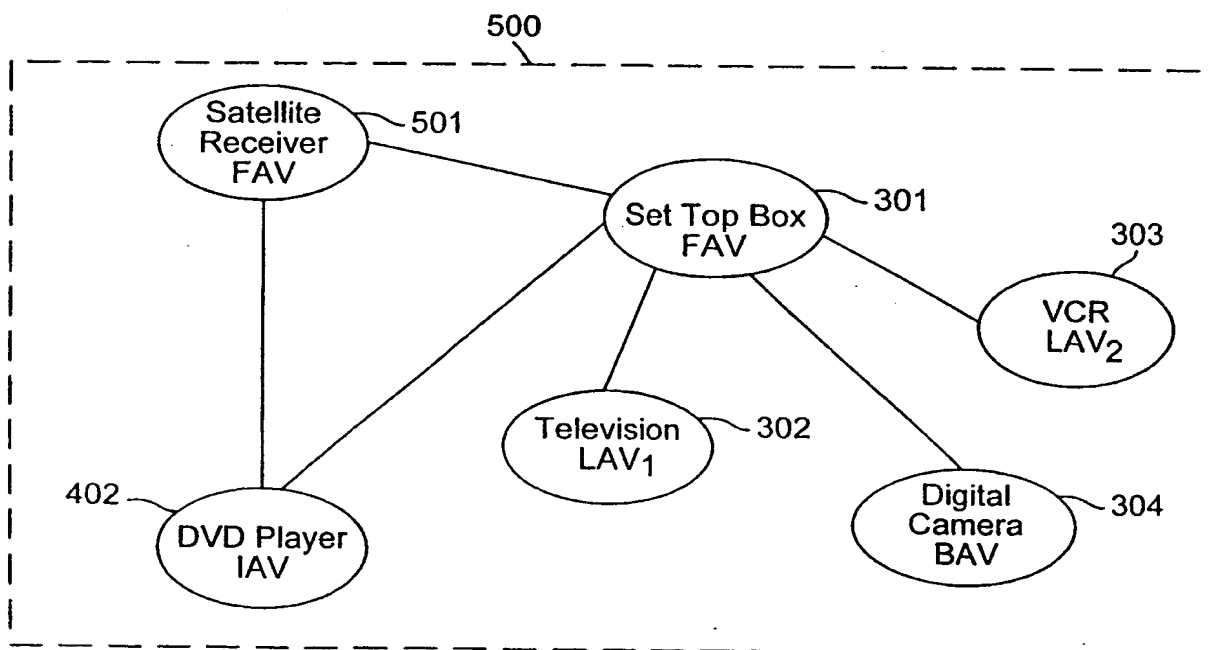 500
Satellite
Receiver
FAV
501
Set Top Box
FAV
301
303
VCR
LAV2
Television
LAV1
302
402
DVD Player
IAV
Digital
Camera
BAV
304